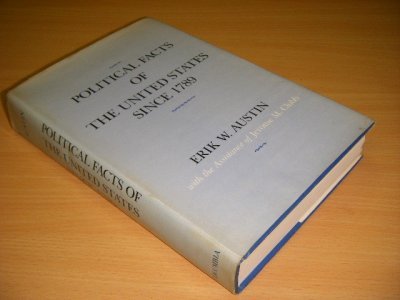 POLITICAL FACTS
OF
THE UNITED STATES
SINCE 1789
ERIK W. AUSTIN
with the Assistance of Jerome M. Clubb
POLITICAL FACTS OF
THE UNITED STATES
COLUMBIA